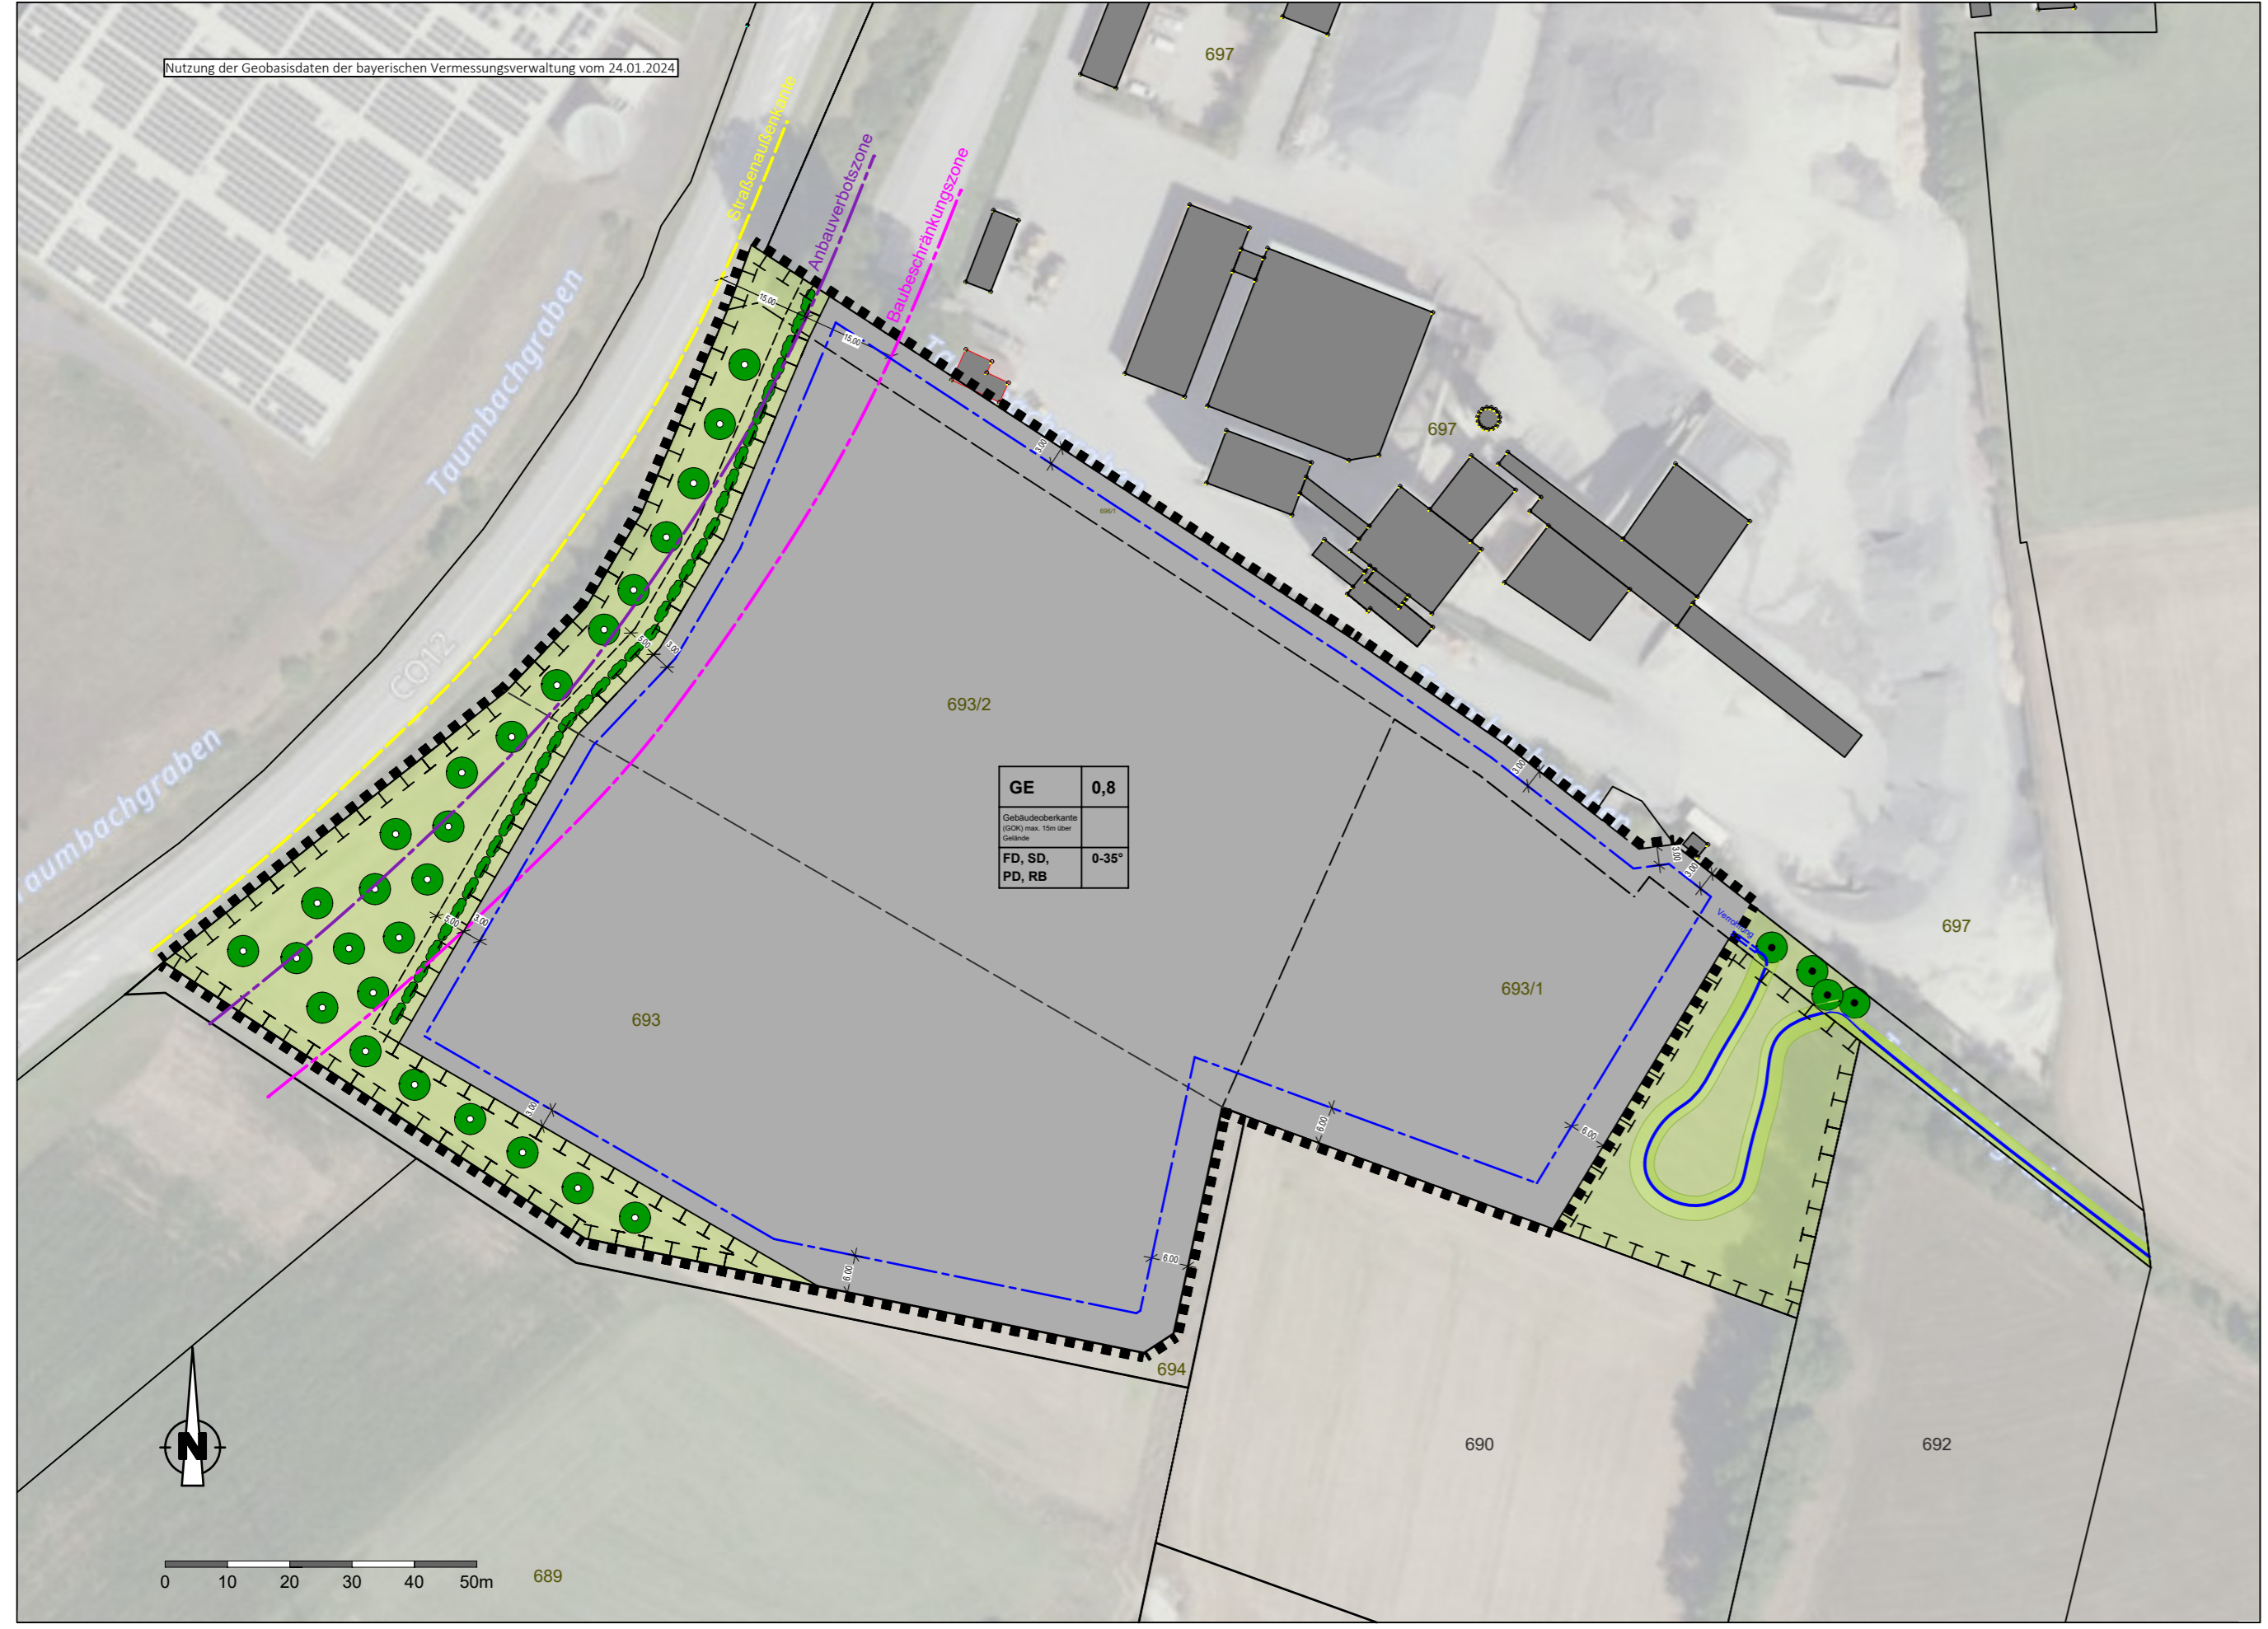 697
Nutzung der Geobasisdaten der bayerischen Vermessungsverwaltung vom 24.01.2024
Straßenaußenkante
Anbauverbotszone
Baubeschränkungszone
Taumbachgraben
15.00
15.00
3.00
697
5.00
3.00
CO12
693/2
Taumbachgraben
3.00
GE 0,8
Gebäudeoberkante
(GOK) max. 15m über
Gelände
FD, SD, 0-35°
PD, RB
3.00
3.00
5.00
3.00
Verrohrung
697
693/1
693
3.00
6.00
6.00
6.00
6.00
694
N
690
692
0 10 20 30 40 50m
689